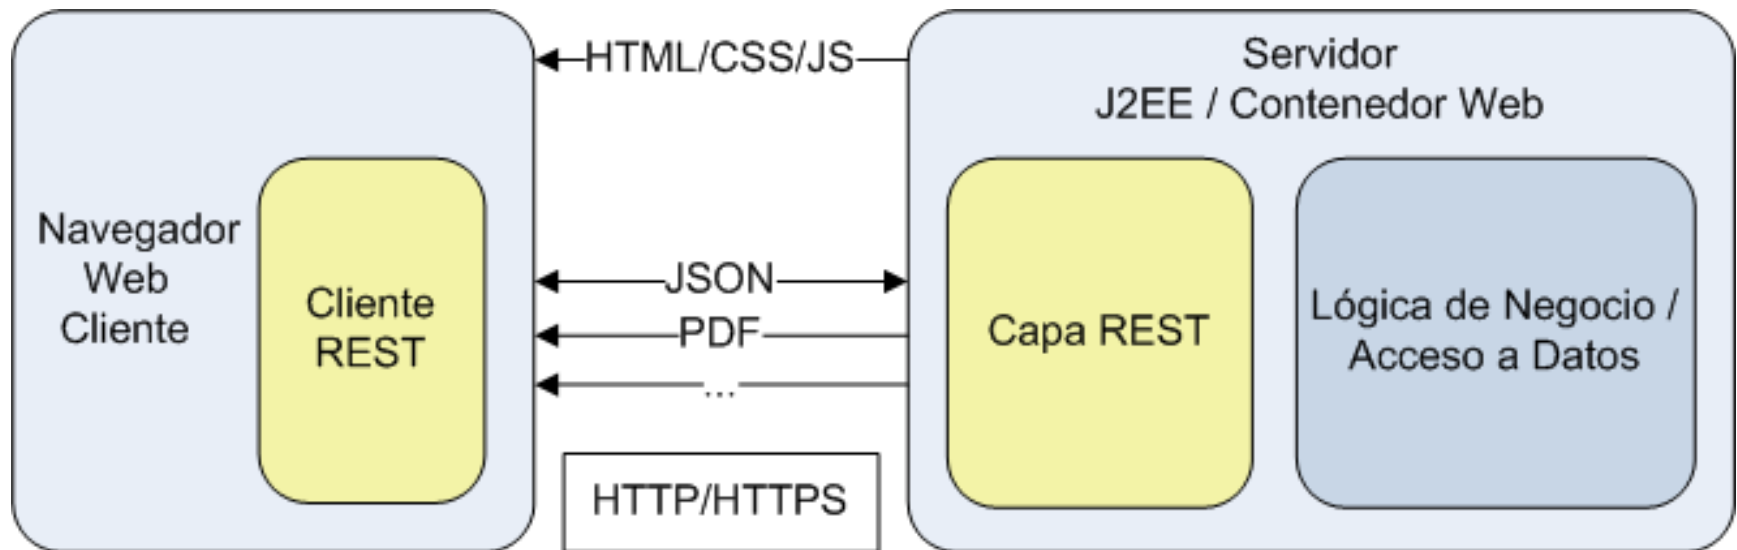 Navegador
Web
Cliente
Cliente
REST
HTML/CSS/JS
JSON
PDF
...
HTTP/HTTPS
Servidor
J2EE / Contenedor Web
Capa REST
Lógica de Negocio /
Acceso a Datos